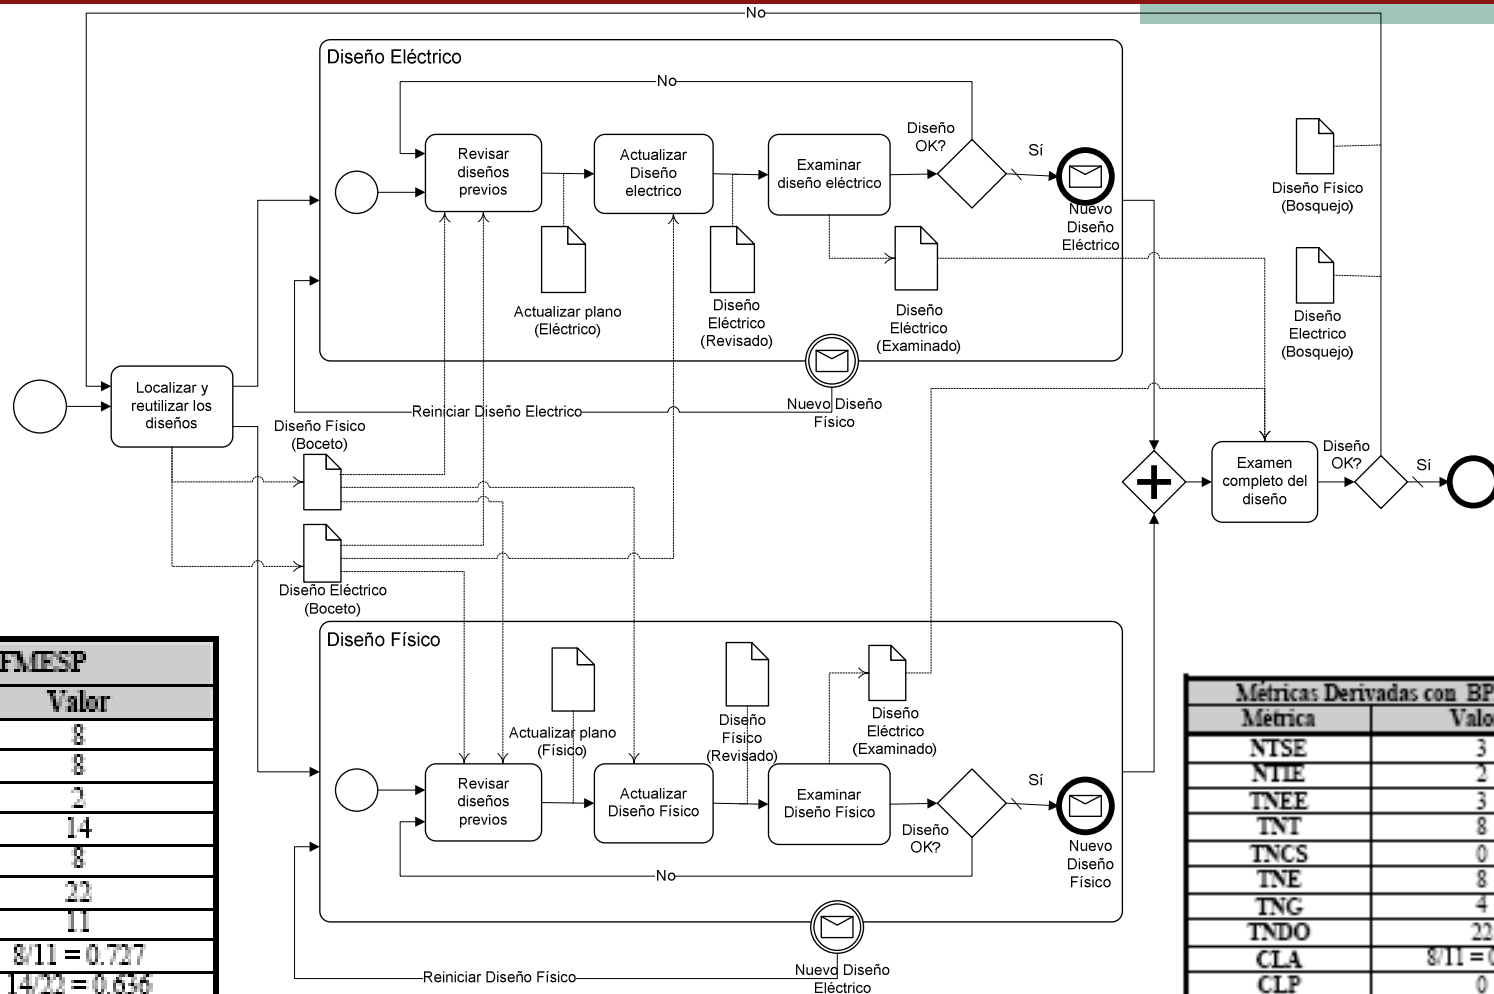 No
Diseño Eléctrico
No
Revisar
diseños
previos
Actualizar
Diseño
electrico
Examinar
diseño eléctrico
Diseño
OK?
Sí
Nuevo
Diseño
Eléctrico
Actualizar plano
(Eléctrico)
Diseño
Eléctrico
(Revisado)
Diseño
Eléctrico
(Examinado)
Diseño Físico
(Bosquejo)
Diseño
Electrico
(Bosquejo)
Localizar y
reutilizar los
diseños
Reiniciar Diseño Electrico
Nuevo Diseño
Físico
Diseño Físico
(Boceto)
Diseño Eléctrico
(Boceto)
Examen
completo del
diseño
Diseño
OK?
Sí
Diseño Físico
Actualizar plano
(Físico)
Diseño
Físico
(Revisado)
Diseño
Eléctrico
(Examinado)
Revisar
diseños
previos
Actualizar
Diseño Físico
Examinar
Diseño Físico
Diseño
OK?
Sí
Nuevo
Diseño
Físico
No
Reiniciar Diseño Físico
Nuevo Diseño
Eléctrico
FMESP
Valor
8
8
2
14
8
22
11
8/11 = 0.727
14/22 = 0.636
Métricas Derivadas con BP
Métrica Valo
NTSE 3
NTIE 2
TNEE 3
TNT 8
TNCS 0
TNE 8
TNG 4
TNDO 22
CLA 8/11 = 0
CLP 0